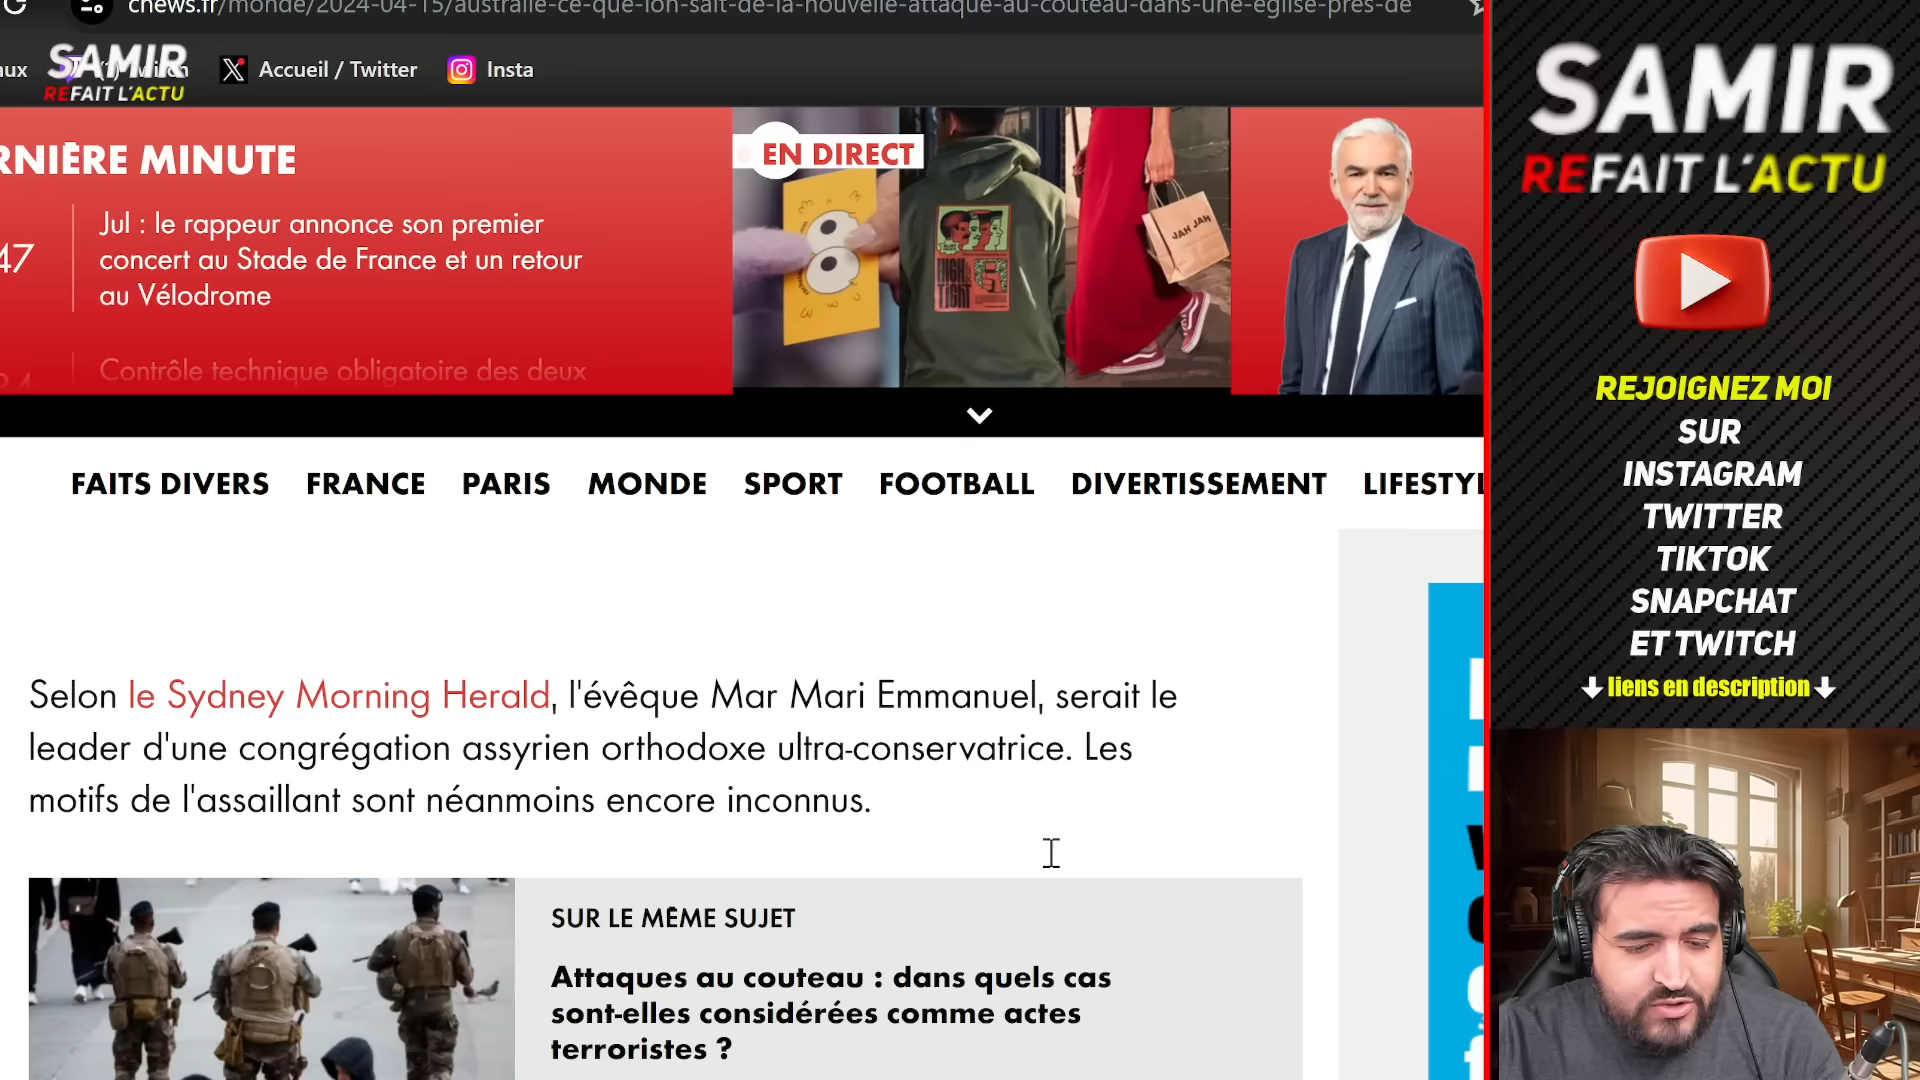 cnews.fr/monde/2024-04-15/australie-ce-que-lon-sait-de-la-nouvelle-attaque-au-couteau-dans-une-eglise-pres-de
SAMIR
REFAIT L'ACTU
Accueil / Twitter
Insta
RNIÈRE MINUTE
47
Jul : le rappeur annonce son premier
concert au Stade de France et un retour
au Vélodrome
Contrôle technique obligatoire des deux
EN DIRECT
HIGH &
TIGHT
JAH JAH
FAITS DIVERS FRANCE PARIS MONDE SPORT FOOTBALL DIVERTISSEMENT LIFESTYL
Selon le Sydney Morning Herald, l'évêque Mar Mari Emmanuel, serait le
leader d'une congrégation assyrien orthodoxe ultra-conservatrice. Les
motifs de l'assaillant sont néanmoins encore inconnus.
SUR LE MÊME SUJET
Attaques au couteau : dans quels cas
sont-elles considérées comme actes
terroristes ?
SAMIR
REFAIT L'ACTU
REJOIGNEZ MOI
SUR
INSTAGRAM
TWITTER
TIKTOK
SNAPCHAT
ET TWITCH
liens en description